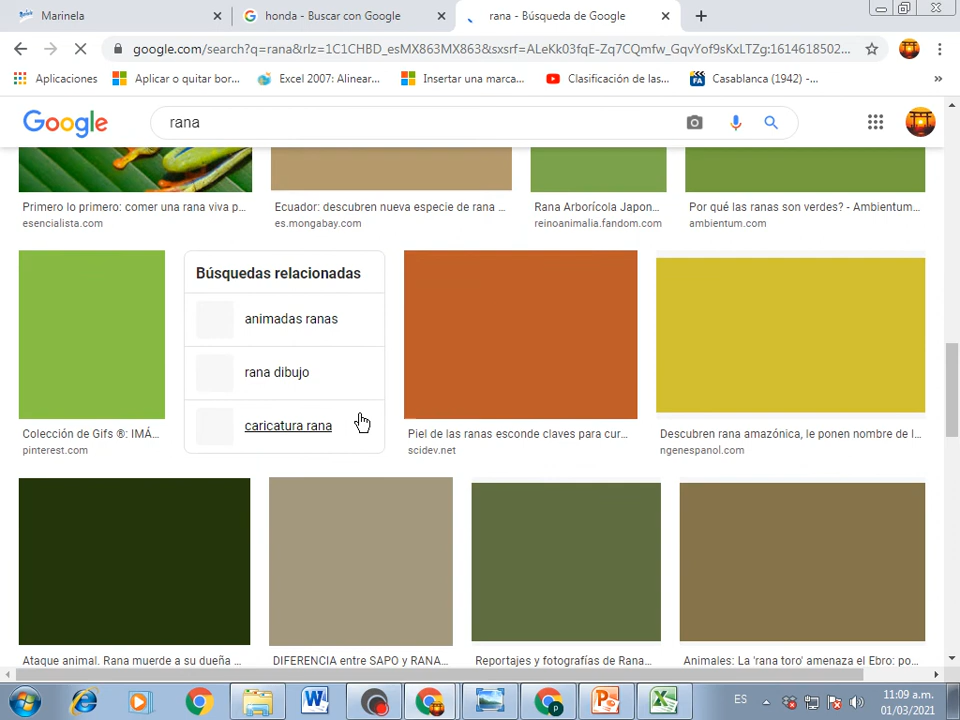 Marinela
honda - Buscar con Google
rana - Búsqueda de Google
google.com/search?q=rana&rlz=1C1CHBD_esMX863MX863&sxsrf=ALeKk03fqE-Zq7CQmfw_GqvYof9sKxLTZg:1614618502...
Aplicaciones
Aplicar o quitar bor...
Excel 2007: Alinear...
Insertar una marca...
Clasificación de las...
Casablanca (1942) -...
»
Google
rana
Primero lo primero: comer una rana viva p...
esencialista.com
Ecuador: descubren nueva especie de rana ...
es.mongabay.com
Rana Arborícola Japon...
reinoanimalia.fandom.com
Por qué las ranas son verdes? - Ambientum...
ambientum.com
Búsquedas relacionadas
animadas ranas
rana dibujo
caricatura rana
Colección de Gifs ®: IMÁ...
pinterest.com
Piel de las ranas esconde claves para cur...
scidev.net
Descubren rana amazónica, le ponen nombre de l...
ngenespanol.com
Ataque animal. Rana muerde a su dueña ...
DIFERENCIA entre SAPO y RANA...
Reportajes y fotografías de Rana...
Animales: La 'rana toro' amenaza el Ebro: po...
ES
11:09 a.m.
01/03/2021